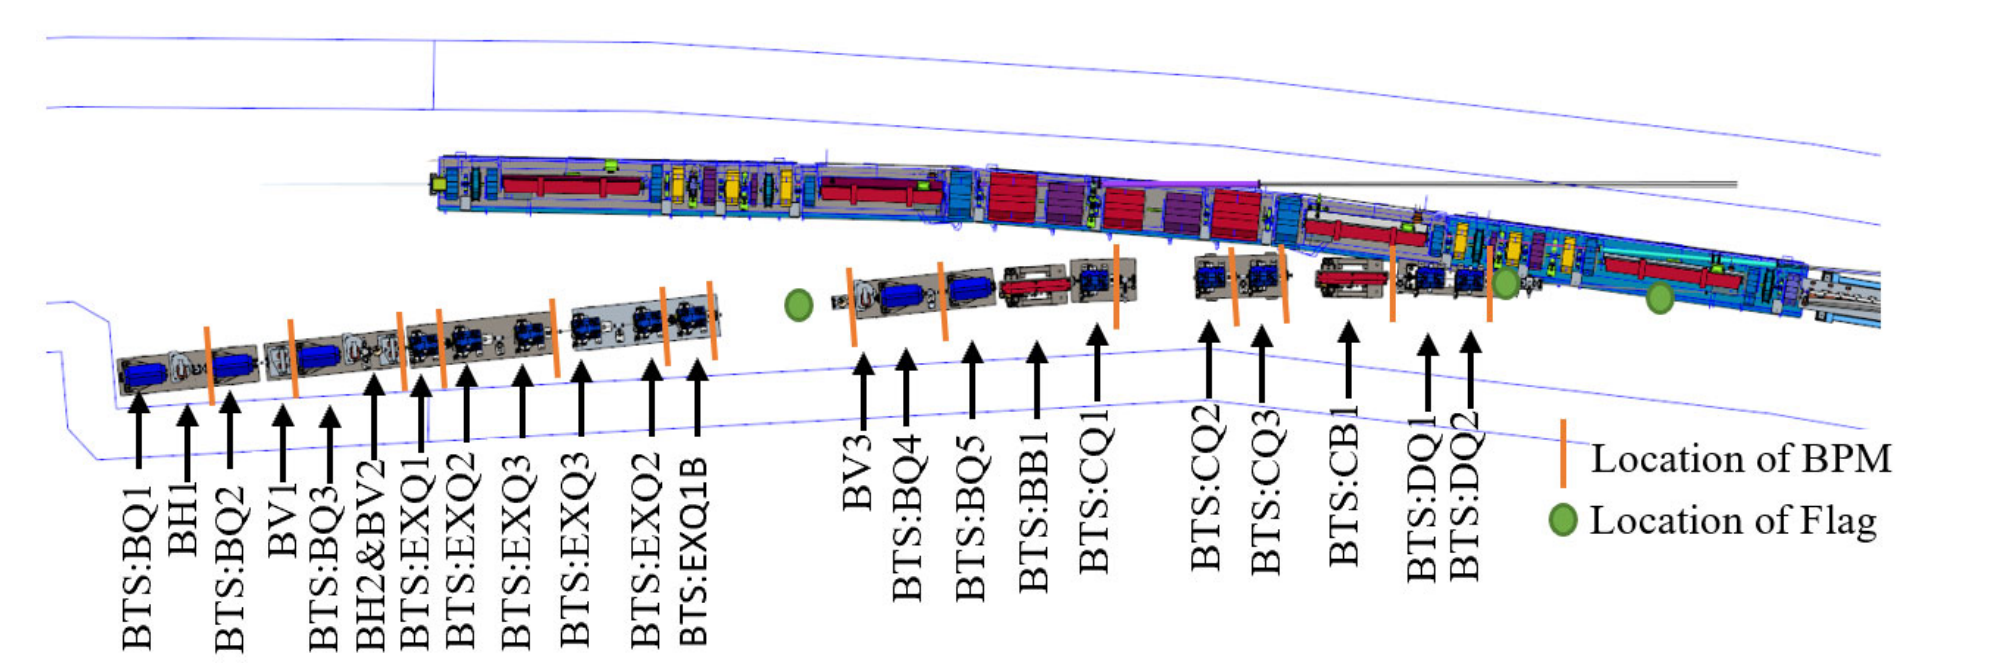 BTS:BQ1
BH1
BTS:BQ2
BV1
BTS:BQ3
BH2&BV2
BTS:EXQ1
BTS:EXQ2
BTS:EXQ3
BTS:EXQ3
BTS:EXQ2
BTS:EXQ1B
BV3
BTS:BQ4
BTS:BQ5
BTS:BB1
BTS:CQ1
BTS:CQ2
BTS:CQ3
BTS:CB1
BTS:DQ1
BTS:DQ2
Location of BPM
Location of Flag